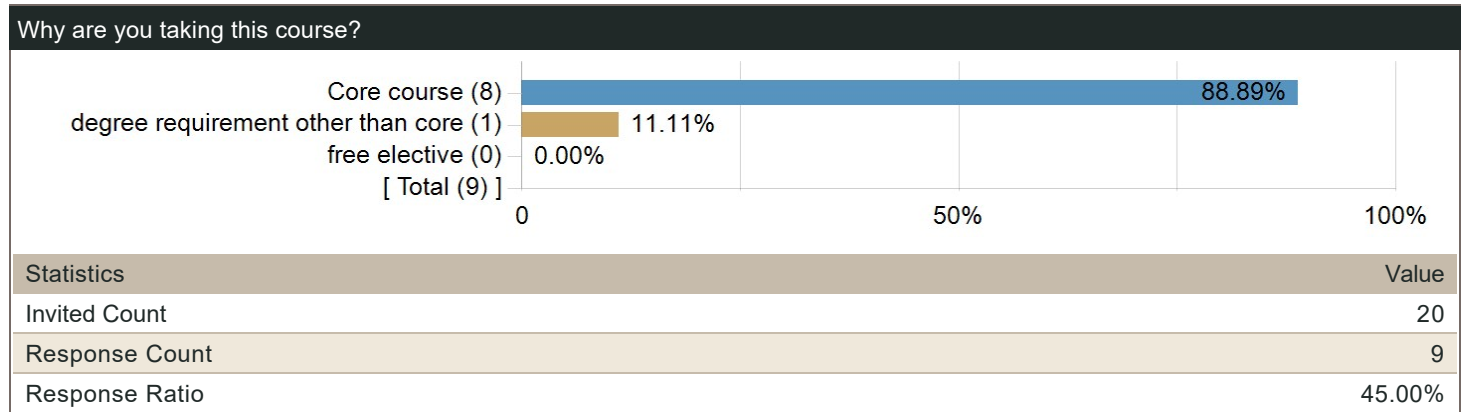 Why are you taking this course?
Core course (8) 88.89%
degree requirement other than core (1) 11.11%
free elective (0) 0.00%
[ Total (9) ]
0 50% 100%
Statistics Value
Invited Count 20
Response Count 9
Response Ratio 45.00%